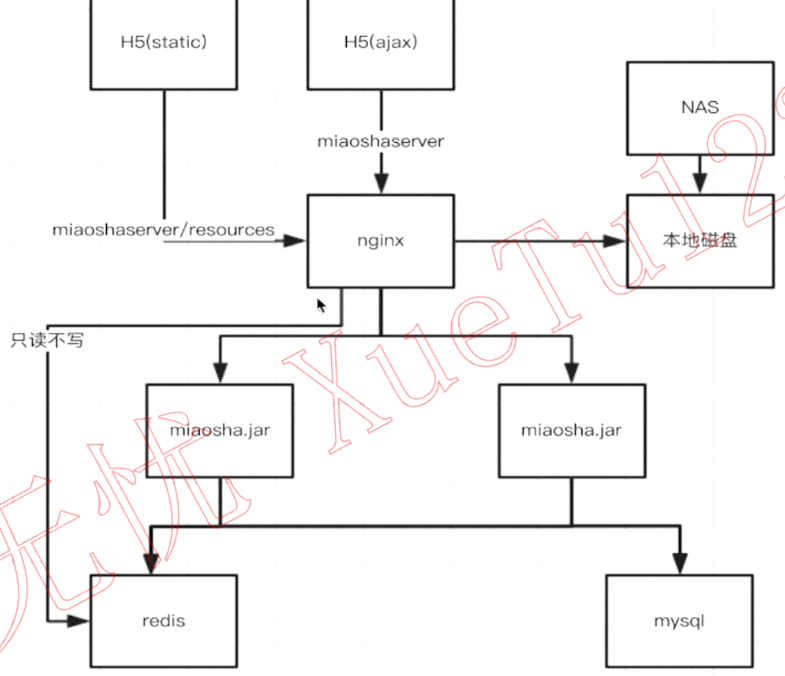 H5(static)
H5(ajax)
NAS
miaoshaserver
miaoshaserver/resources
nginx
本地磁盘
只读不写
miaosha.jar
miaosha.jar
redis
mysql
无忧 XueTu12